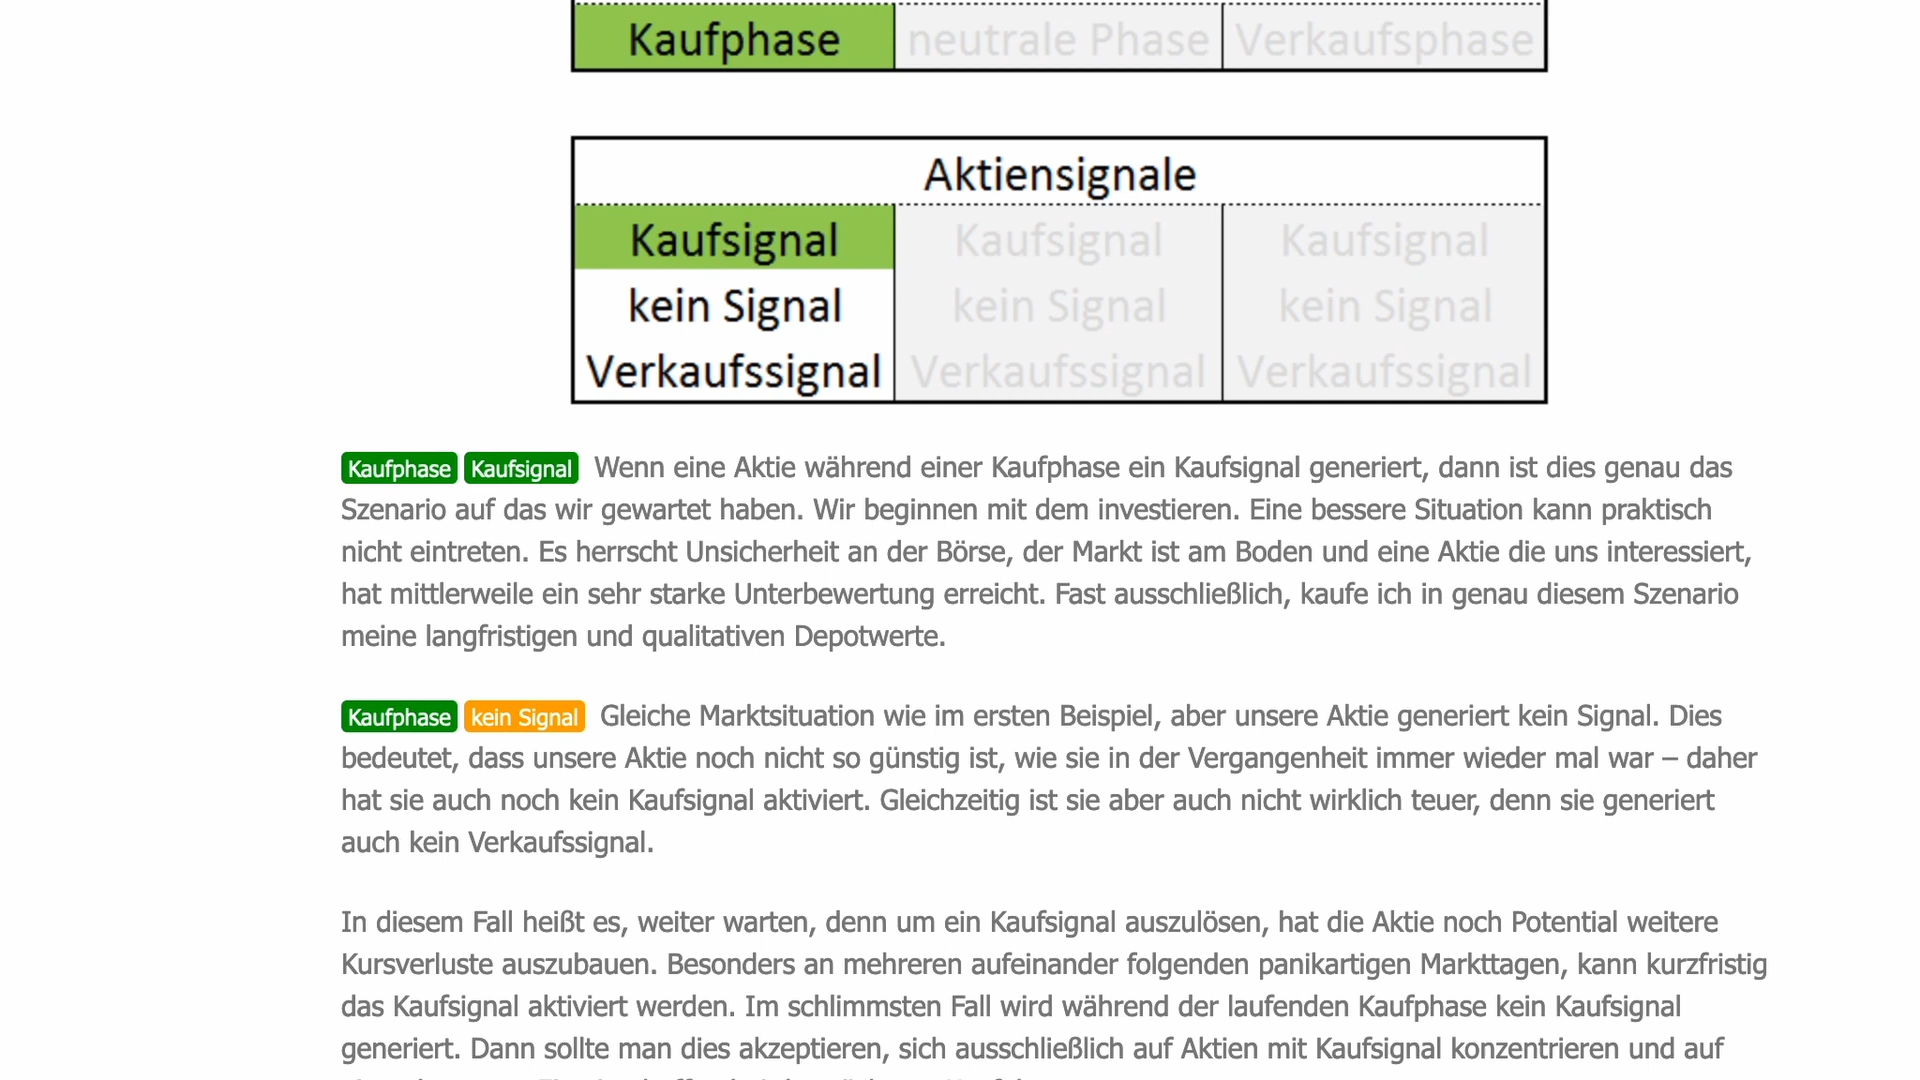 Kaufphase neutrale Phase Verkaufsphase
Aktiensignale
Kaufsignal Kaufsignal Kaufsignal
kein Signal kein Signal kein Signal
Verkaufssignal Verkaufssignal Verkaufssignal
Kaufphase Kaufsignal Wenn eine Aktie während einer Kaufphase ein Kaufsignal generiert, dann ist dies genau das
Szenario auf das wir gewartet haben. Wir beginnen mit dem investieren. Eine bessere Situation kann praktisch
nicht eintreten. Es herrscht Unsicherheit an der Börse, der Markt ist am Boden und eine Aktie die uns interessiert,
hat mittlerweile ein sehr starke Unterbewertung erreicht. Fast ausschließlich, kaufe ich in genau diesem Szenario
meine langfristigen und qualitativen Depotwerte.
Kaufphase kein Signal Gleiche Marktsituation wie im ersten Beispiel, aber unsere Aktie generiert kein Signal. Dies
bedeutet, dass unsere Aktie noch nicht so günstig ist, wie sie in der Vergangenheit immer wieder mal war – daher
hat sie auch noch kein Kaufsignal aktiviert. Gleichzeitig ist sie aber auch nicht wirklich teuer, denn sie generiert
auch kein Verkaufssignal.
In diesem Fall heißt es, weiter warten, denn um ein Kaufsignal auszulösen, hat die Aktie noch Potential weitere
Kursverluste auszubauen. Besonders an mehreren aufeinander folgenden panikartigen Markttagen, kann kurzfristig
das Kaufsignal aktiviert werden. Im schlimmsten Fall wird während der laufenden Kaufphase kein Kaufsignal
generiert. Dann sollte man dies akzeptieren, sich ausschließlich auf Aktien mit Kaufsignal konzentrieren und auf